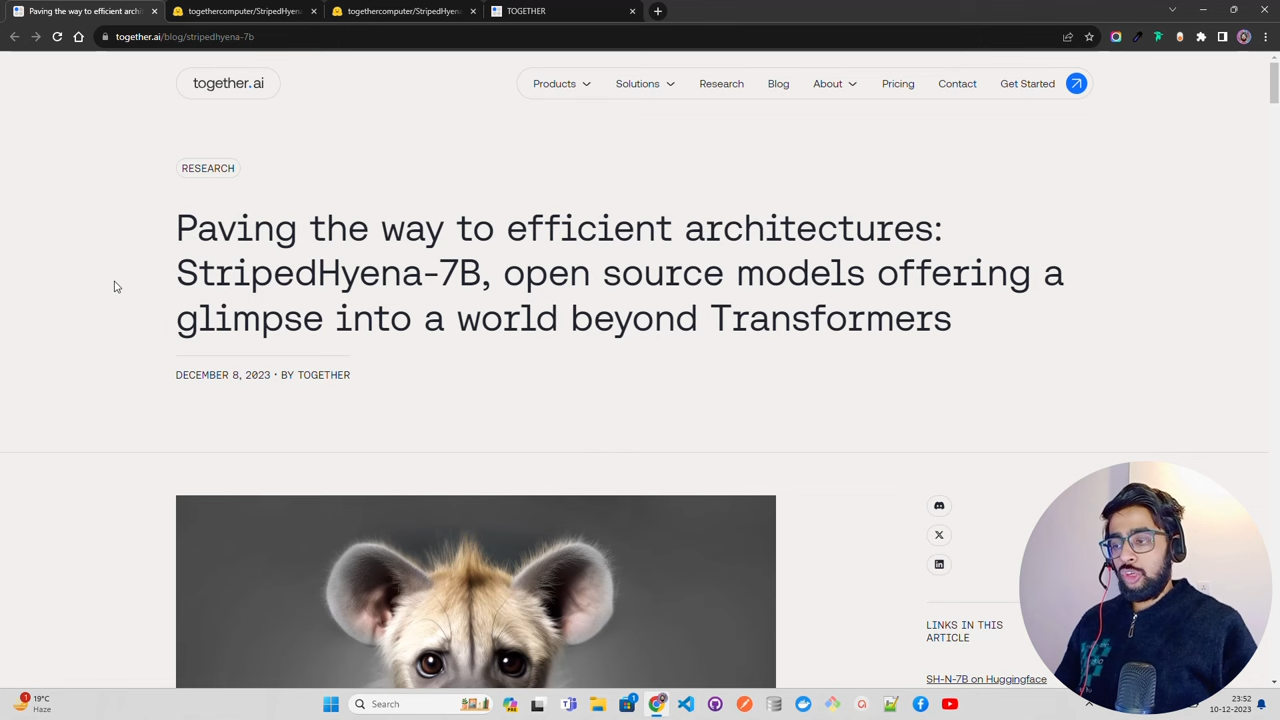 Paving the way to efficient archi
togethercomputer/StripedHyen
togethercomputer/StripedHyen
TOGETHER
together.ai/blog/stripedhyena-7b
together.ai
Products
Solutions
Research
Blog
About
Pricing
Contact
Get Started
RESEARCH
Paving the way to efficient architectures:
StripedHyena-7B, open source models offering a
glimpse into a world beyond Transformers
DECEMBER 8, 2023 · BY TOGETHER
LINKS IN THIS
ARTICLE
SH-N-7B on Huggingface
1
19°C
Haze
Search
1
23:52
10-12-2023